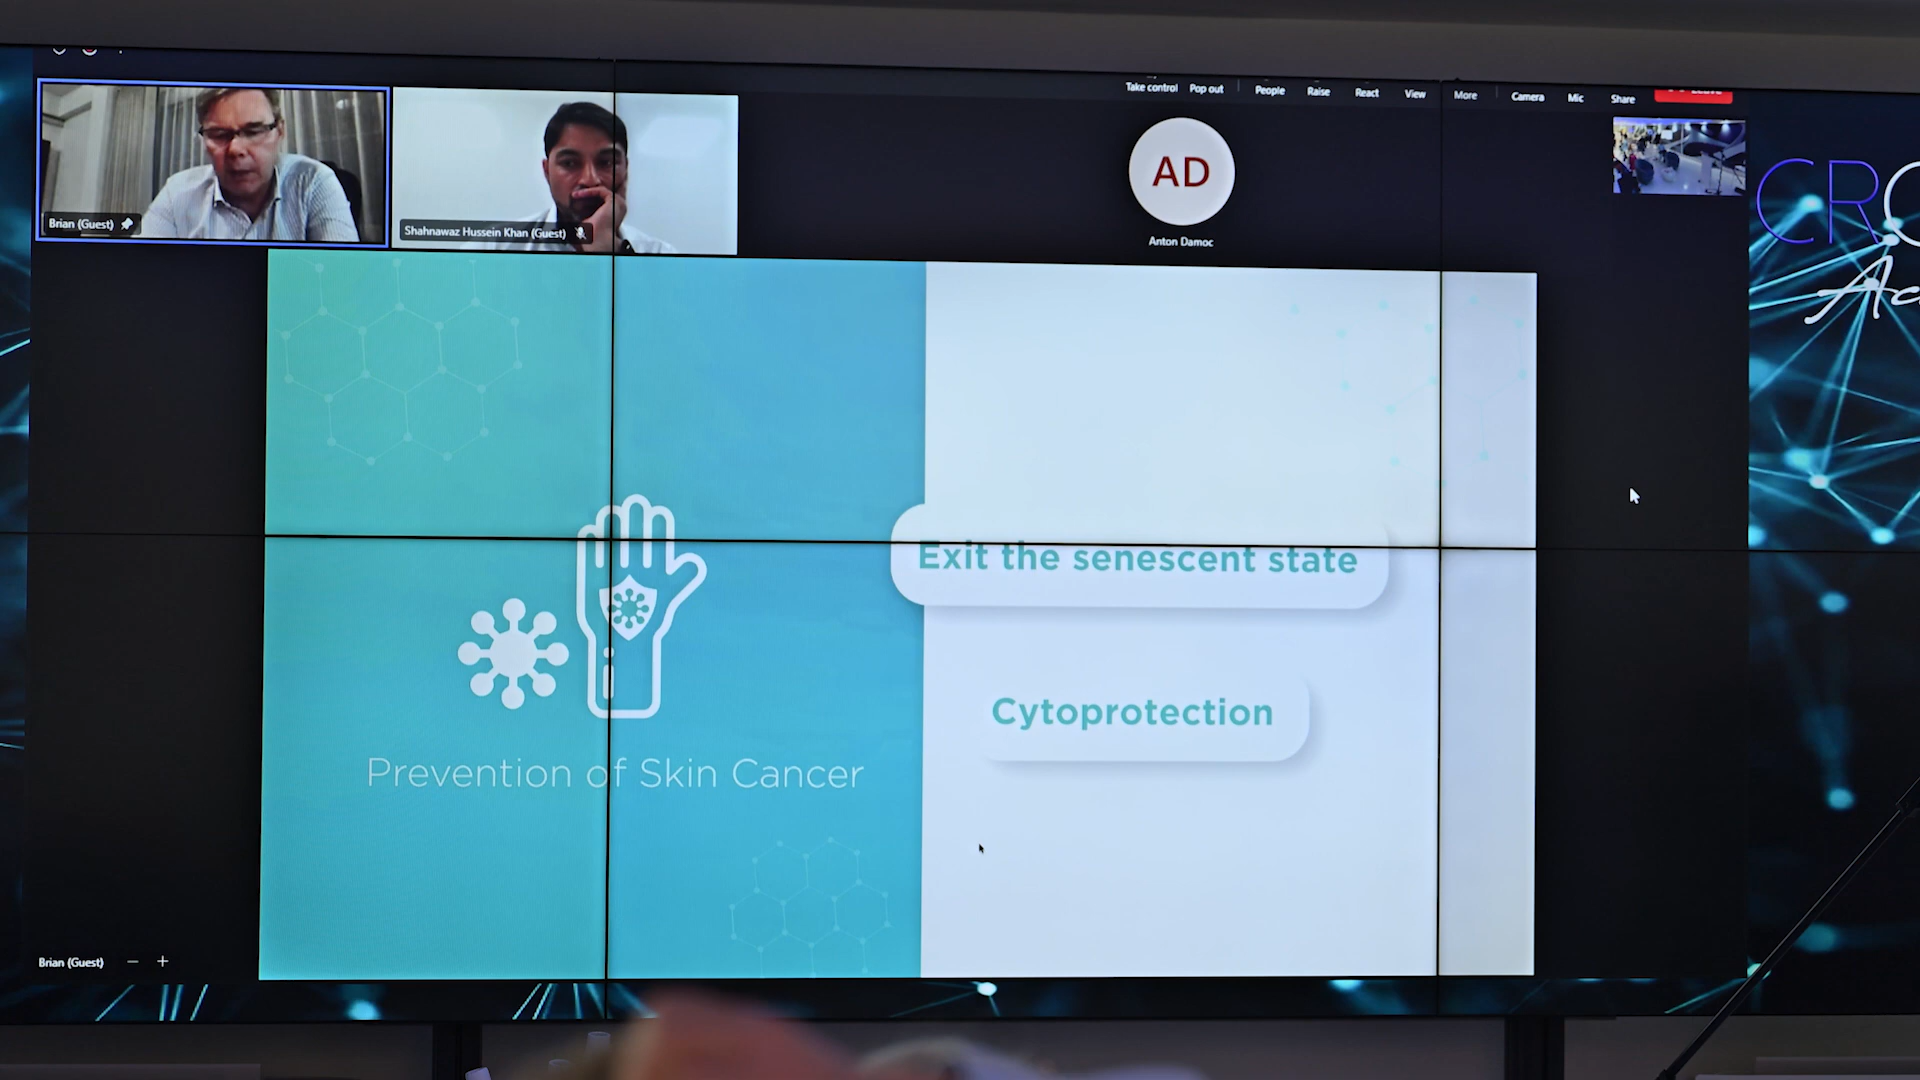 Take control Pop out People Raise React View More Camera Mic Share Leave
Brian (Guest)
Shahnawaz Hussein Khan (Guest)
AD
Anton Damoc
Exit the senescent state
Cytoprotection
Prevention of Skin Cancer
Brian (Guest)